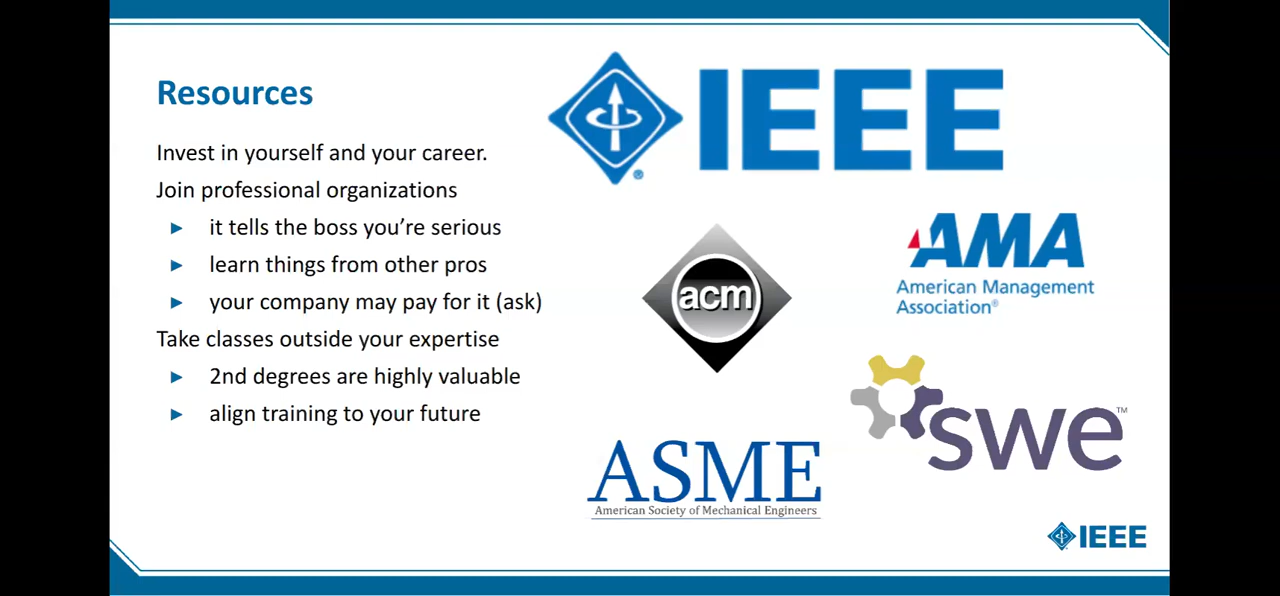 Resources
Invest in yourself and your career.
Join professional organizations
► it tells the boss you’re serious
► learn things from other pros
► your company may pay for it (ask)
Take classes outside your expertise
► 2nd degrees are highly valuable
► align training to your future
IEEE
®
acm
AMA
American Management
Association®
swe™
ASME
American Society of Mechanical Engineers
IEEE